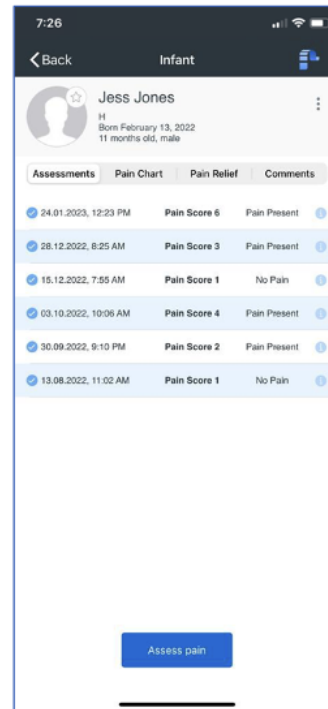 7:26
Back Infant
Jess Jones
H
Born February 13, 2022
11 months old, male
Assessments Pain Chart Pain Relief Comments
24.01.2023, 12:23 PM Pain Score 6 Pain Present
28.12.2022, 8:25 AM Pain Score 3 Pain Present
15.12.2022, 7:55 AM Pain Score 1 No Pain
03.10.2022, 10:06 AM Pain Score 4 Pain Present
30.09.2022, 9:10 PM Pain Score 2 Pain Present
13.08.2022, 11:02 AM Pain Score 1 No Pain
Assess pain